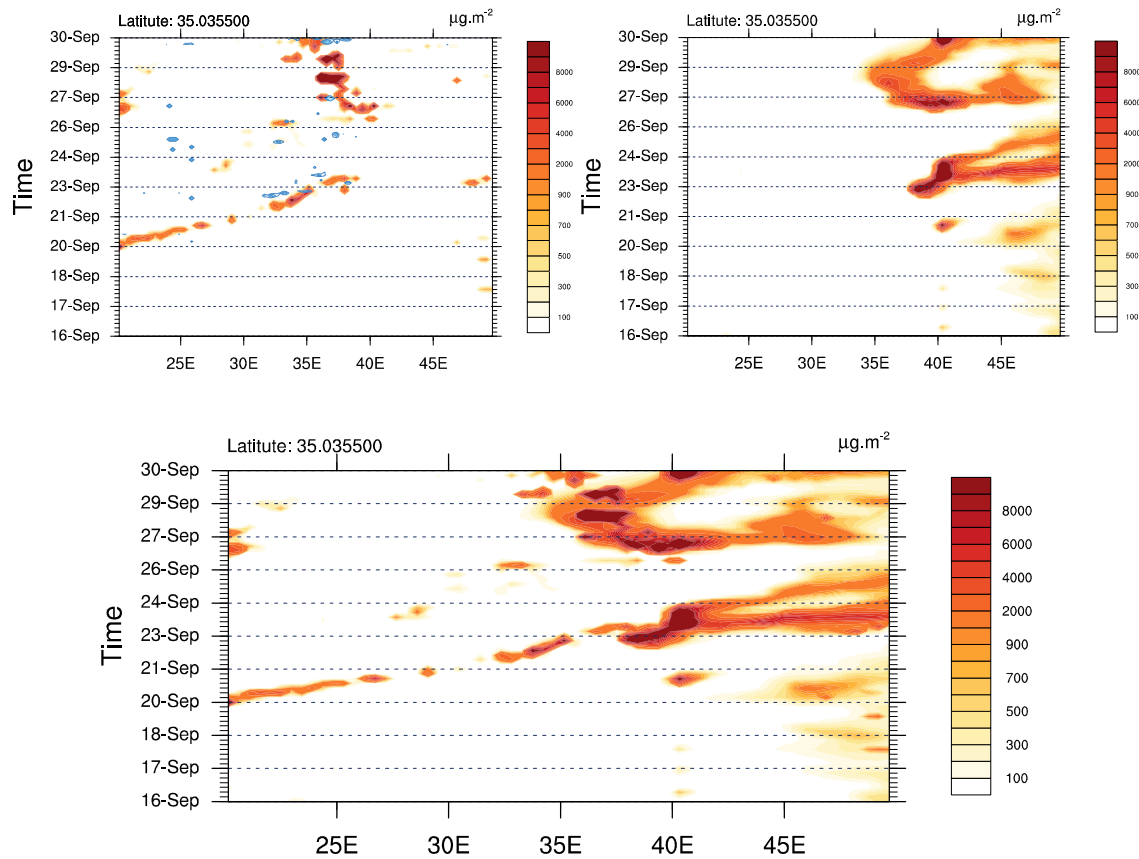 Latitute: 35.035500 μg.m-2
30-Sep
29-Sep
27-Sep
26-Sep
24-Sep
23-Sep
21-Sep
20-Sep
18-Sep
17-Sep
16-Sep
Time
25E 30E 35E 40E 45E
8000
6000
4000
2000
900
700
500
300
100
Latitute: 35.035500 μg.m-2
30-Sep
29-Sep
27-Sep
26-Sep
24-Sep
23-Sep
21-Sep
20-Sep
18-Sep
17-Sep
16-Sep
Time
25E 30E 35E 40E 45E
8000
6000
4000
2000
900
700
500
300
100
Latitute: 35.035500 μg.m-2
30-Sep
29-Sep
27-Sep
26-Sep
24-Sep
23-Sep
21-Sep
20-Sep
18-Sep
17-Sep
16-Sep
Time
25E 30E 35E 40E 45E
8000
6000
4000
2000
900
700
500
300
100